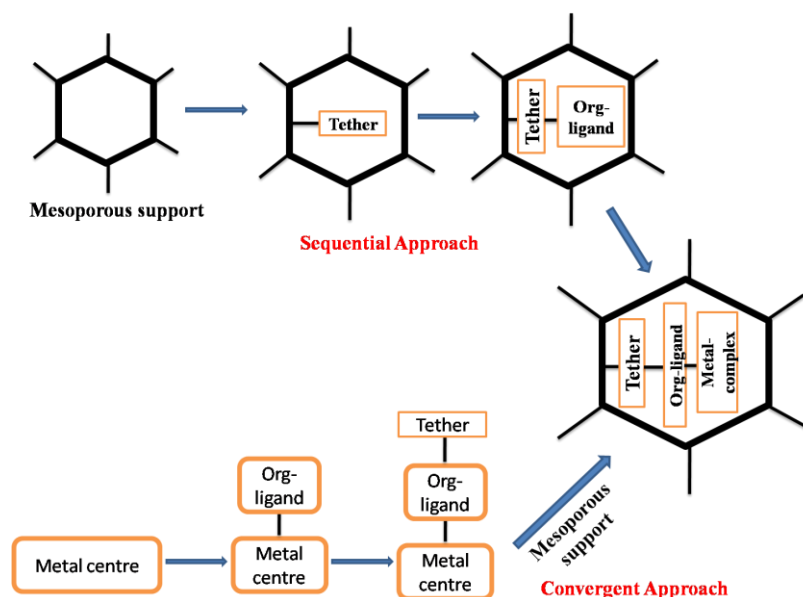 Tether
Tether
Org-
ligand
Mesoporous support
Sequential Approach
Tether
Org-ligand
Metal-
complex
Tether
Org-
ligand
Org-
ligand
Metal centre
Metal
centre
Metal
centre
Mesoporous
support
Convergent Approach